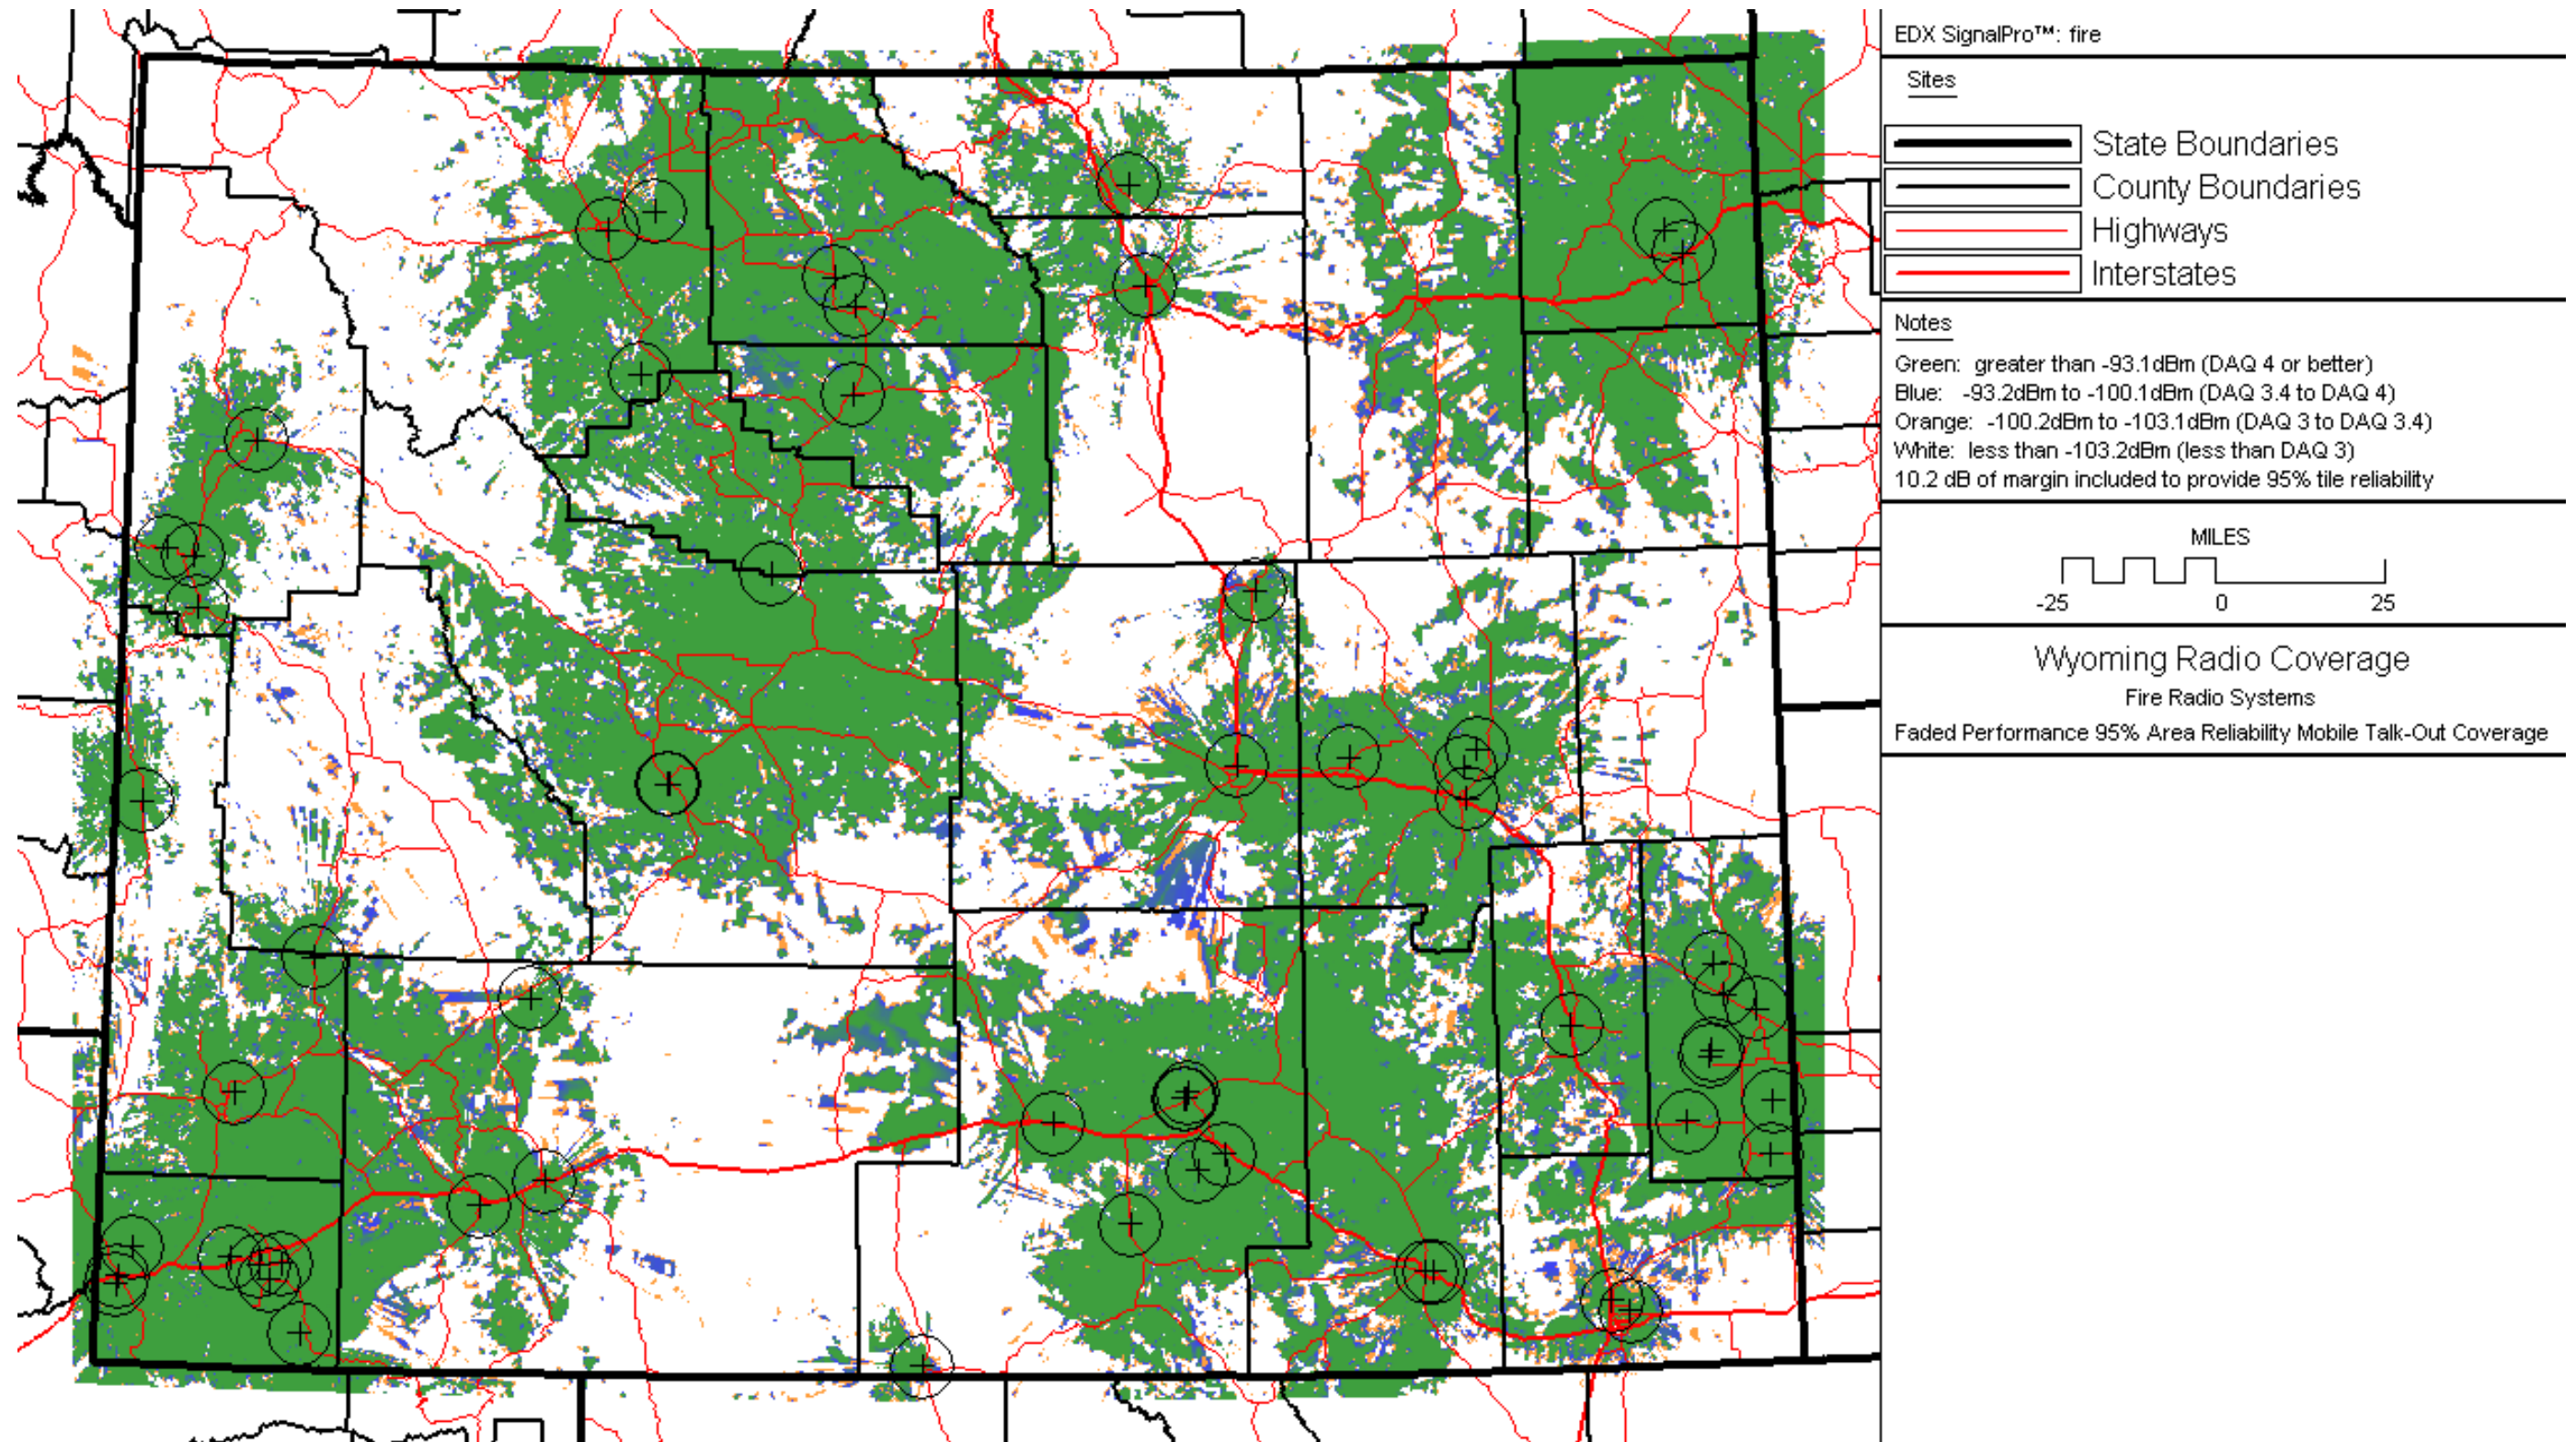 EDX SignalPro™: fire
Sites
State Boundaries
County Boundaries
Highways
Interstates
Notes
Green: greater than -93.1dBm (DAQ 4 or better)
Blue: -93.2dBm to -100.1dBm (DAQ 3.4 to DAQ 4)
Orange: -100.2dBm to -103.1dBm (DAQ 3 to DAQ 3.4)
White: less than -103.2dBm (less than DAQ 3)
10.2 dB of margin included to provide 95% tile reliability
MILES
-25 0 25
Wyoming Radio Coverage
Fire Radio Systems
Faded Performance 95% Area Reliability Mobile Talk-Out Coverage